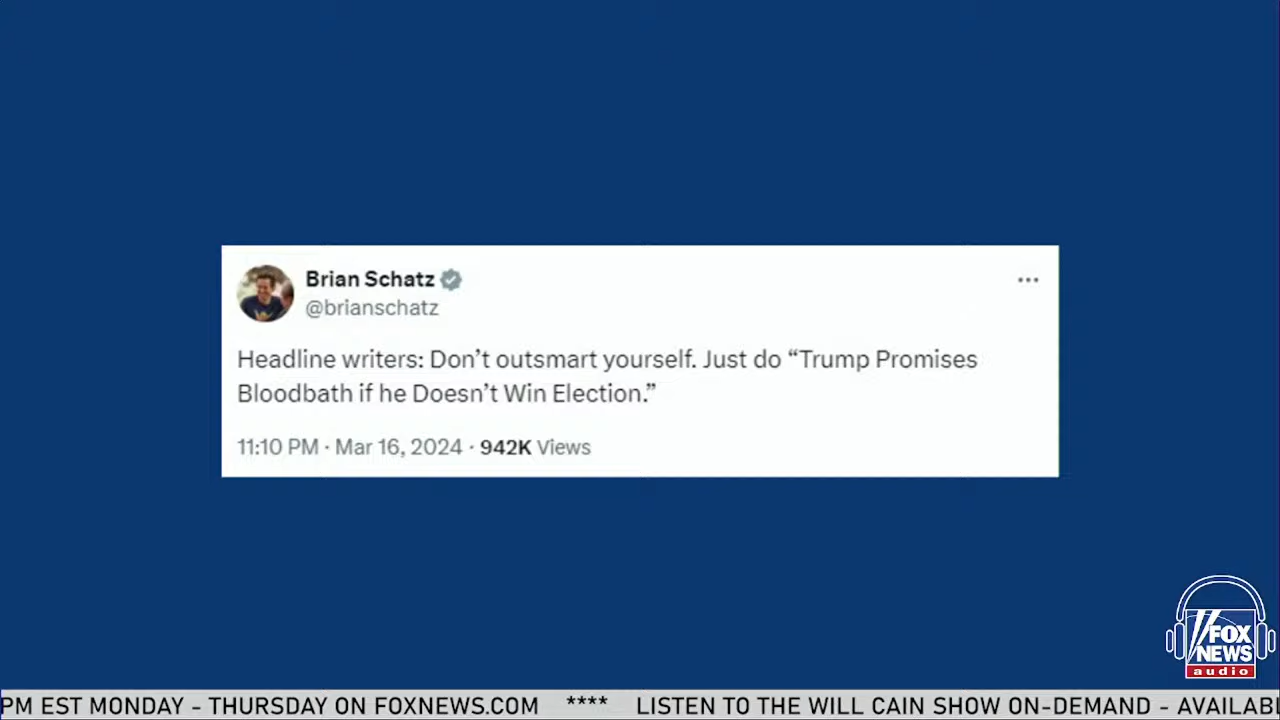 Brian Schatz
@brianschatz
Headline writers: Don’t outsmart yourself. Just do “Trump Promises
Bloodbath if he Doesn’t Win Election.”
11:10 PM · Mar 16, 2024 · 942K Views
FOX
NEWS
audio
PM EST MONDAY - THURSDAY ON FOXNEWS.COM **** LISTEN TO THE WILL CAIN SHOW ON-DEMAND - AVAILABL